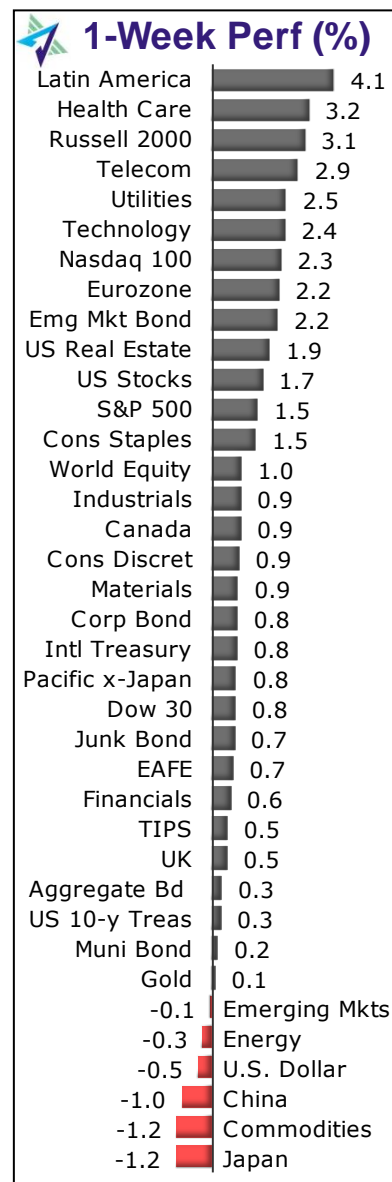 1-Week Perf (%)
Latin America 4.1
Health Care 3.2
Russell 2000 3.1
Telecom 2.9
Utilities 2.5
Technology 2.4
Nasdaq 100 2.3
Eurozone 2.2
Emg Mkt Bond 2.2
US Real Estate 1.9
US Stocks 1.7
S&P 500 1.5
Cons Staples 1.5
World Equity 1.0
Industrials 0.9
Canada 0.9
Cons Discret 0.9
Materials 0.9
Corp Bond 0.8
Intl Treasury 0.8
Pacific x-Japan 0.8
Dow 30 0.8
Junk Bond 0.7
EAFE 0.7
Financials 0.6
TIPS 0.5
UK 0.5
Aggregate Bd 0.3
US 10-y Treas 0.3
Muni Bond 0.2
Gold 0.1
-0.1 Emerging Mkts
-0.3 Energy
-0.5 U.S. Dollar
-1.0 China
-1.2 Commodities
-1.2 Japan